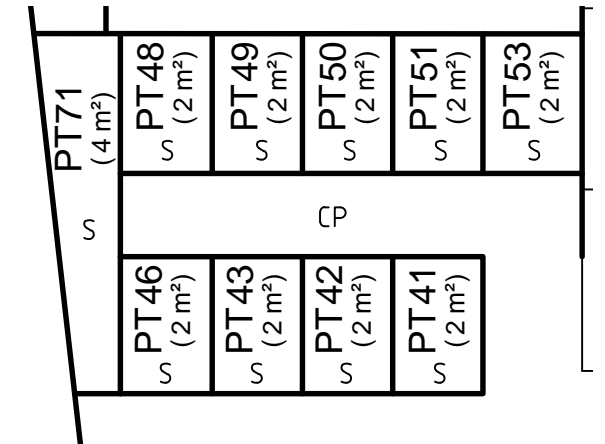 PT71
(4 m²)
S
PT48
(2 m²)
S
PT49
(2 m²)
S
PT50
(2 m²)
S
PT51
(2 m²)
S
PT53
(2 m²)
S
CP
PT46
(2 m²)
S
PT43
(2 m²)
S
PT42
(2 m²)
S
PT41
(2 m²)
S